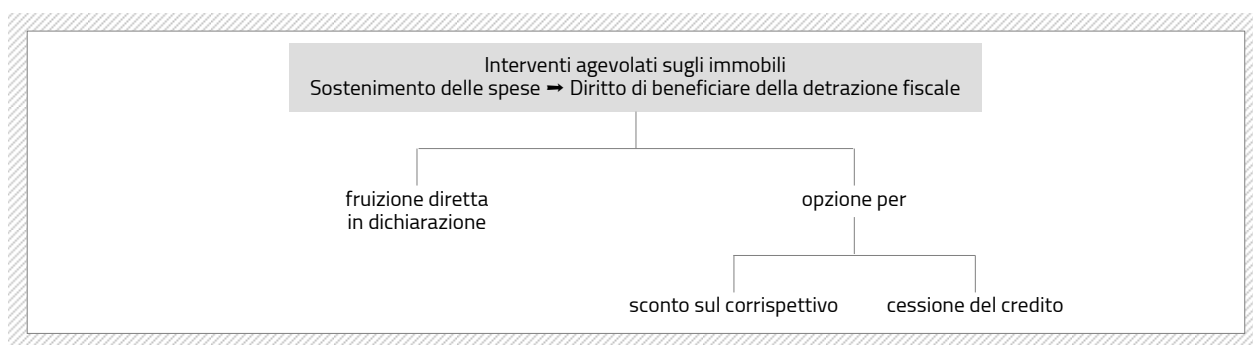 Interventi agevolati sugli immobili
Sostenimento delle spese ➡ Diritto di beneficiare della detrazione fiscale
fruizione diretta
in dichiarazione
opzione per
sconto sul corrispettivo
cessione del credito